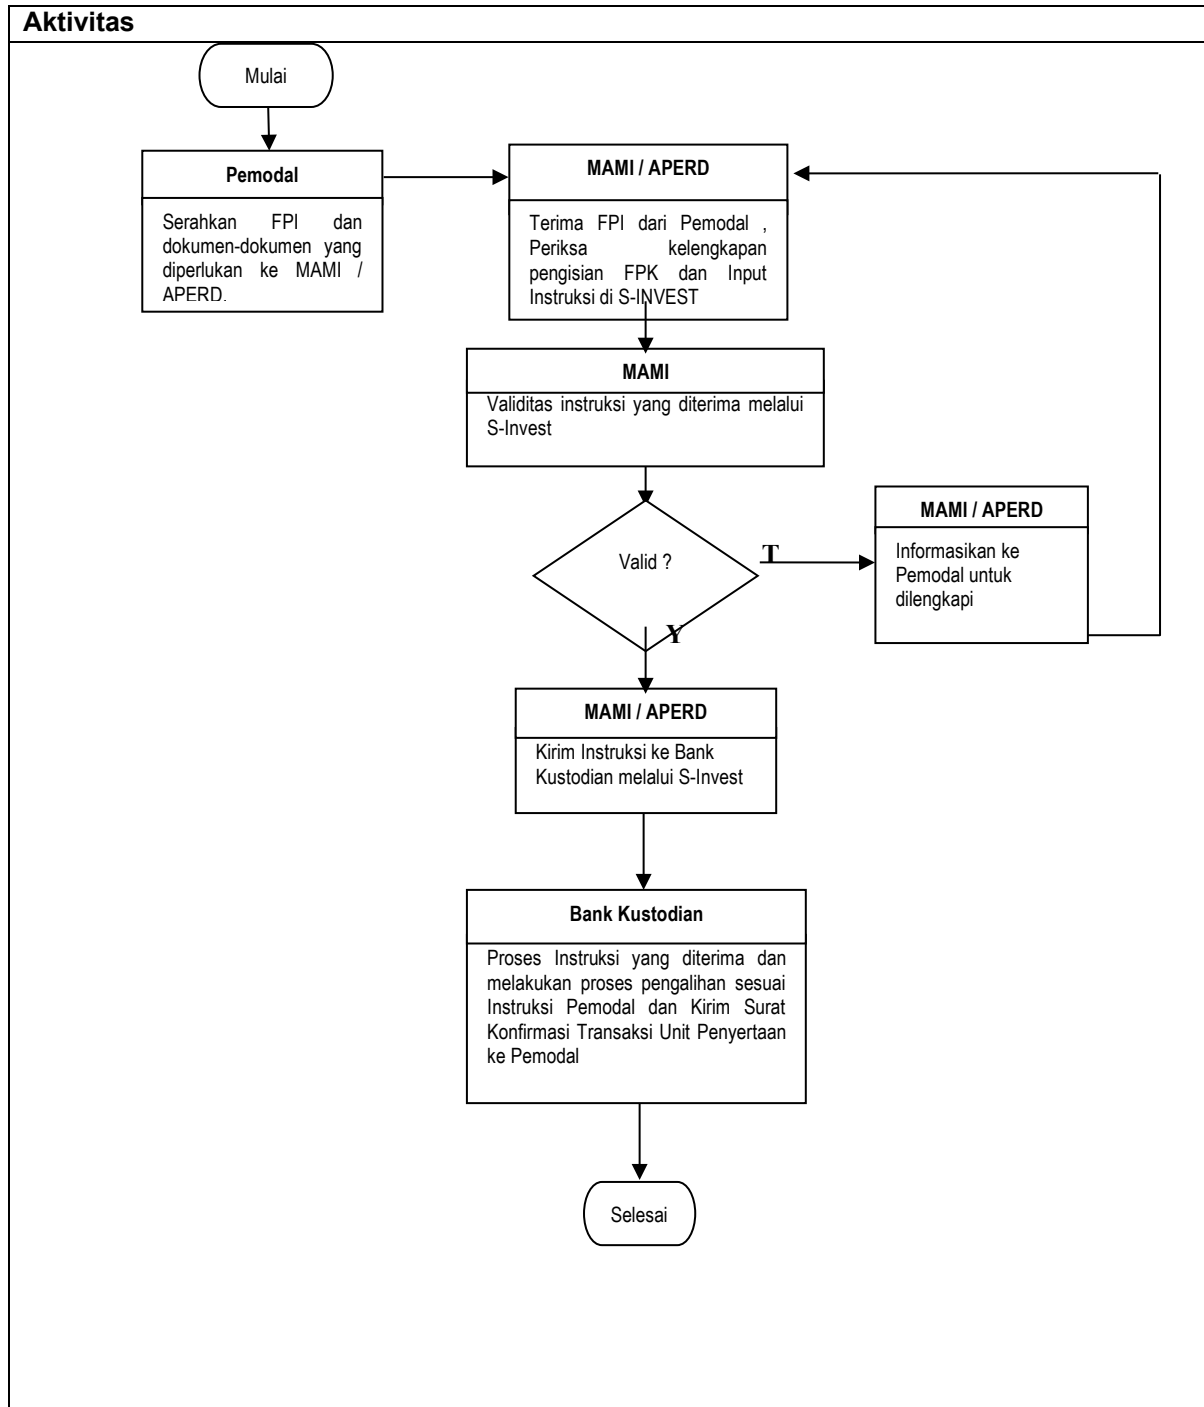 Aktivitas
Mulai
Pemodal
Serahkan FPI dan
dokumen-dokumen yang
diperlukan ke MAMI /
APERD.
MAMI / APERD
Terima FPI dari Pemodal ,
Periksa kelengkapan
pengisian FPK dan Input
Instruksi di S-INVEST
MAMI
Validitas instruksi yang diterima melalui
S-Invest
Valid ?
T
MAMI / APERD
Informasikan ke
Pemodal untuk
dilengkapi
Y
MAMI / APERD
Kirim Instruksi ke Bank
Kustodian melalui S-Invest
Bank Kustodian
Proses Instruksi yang diterima dan
melakukan proses pengalihan sesuai
Instruksi Pemodal dan Kirim Surat
Konfirmasi Transaksi Unit Penyertaan
ke Pemodal
Selesai